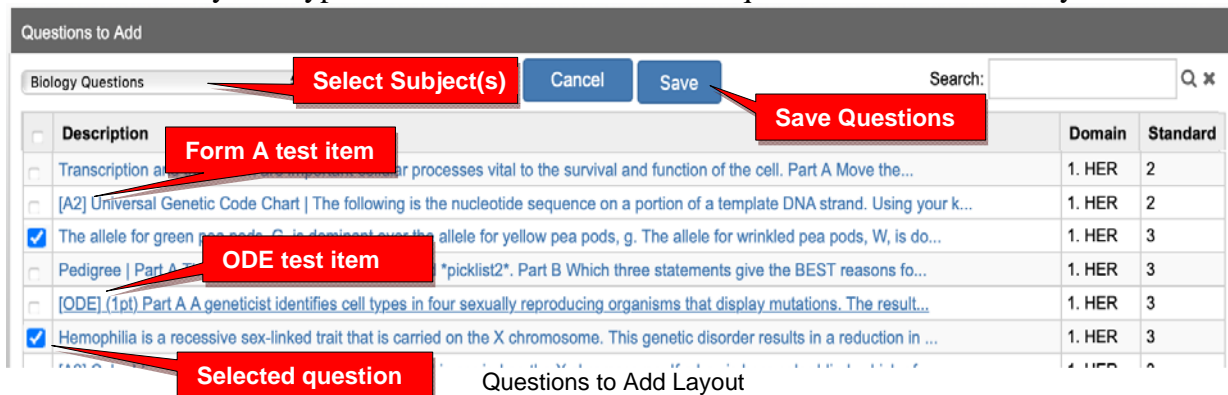 Questions to Add
Biology Questions Select Subject(s) Cancel Save Search:
Save Questions
Description Domain Standard
Form A test item
Transcription an are important cellular processes vital to the survival and function of the cell. Part A Move the... 1. HER 2
[A2] Universal Genetic Code Chart | The following is the nucleotide sequence on a portion of a template DNA strand. Using your k... 1. HER 2
The allele for green pea pods, G, is dominant over the allele for yellow pea pods, g. The allele for wrinkled pea pods, W, is do... 1. HER 3
ODE test item
Pedigree | Part A *picklist2*. Part B Which three statements give the BEST reasons fo... 1. HER 3
[ODE] (1pt) Part A A geneticist identifies cell types in four sexually reproducing organisms that display mutations. The result... 1. HER 3
Hemophilia is a recessive sex-linked trait that is carried on the X chromosome. This genetic disorder results in a reduction in ... 1. HER 3
Selected question
Questions to Add Layout